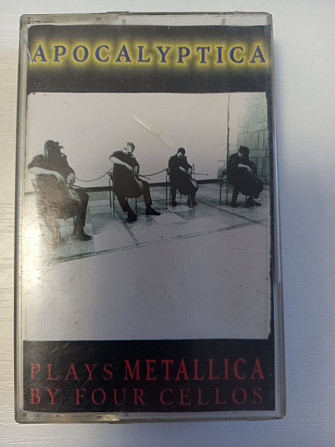 APOCALYPTICA
PLAYS METALLICA
BY FOUR CELLOS